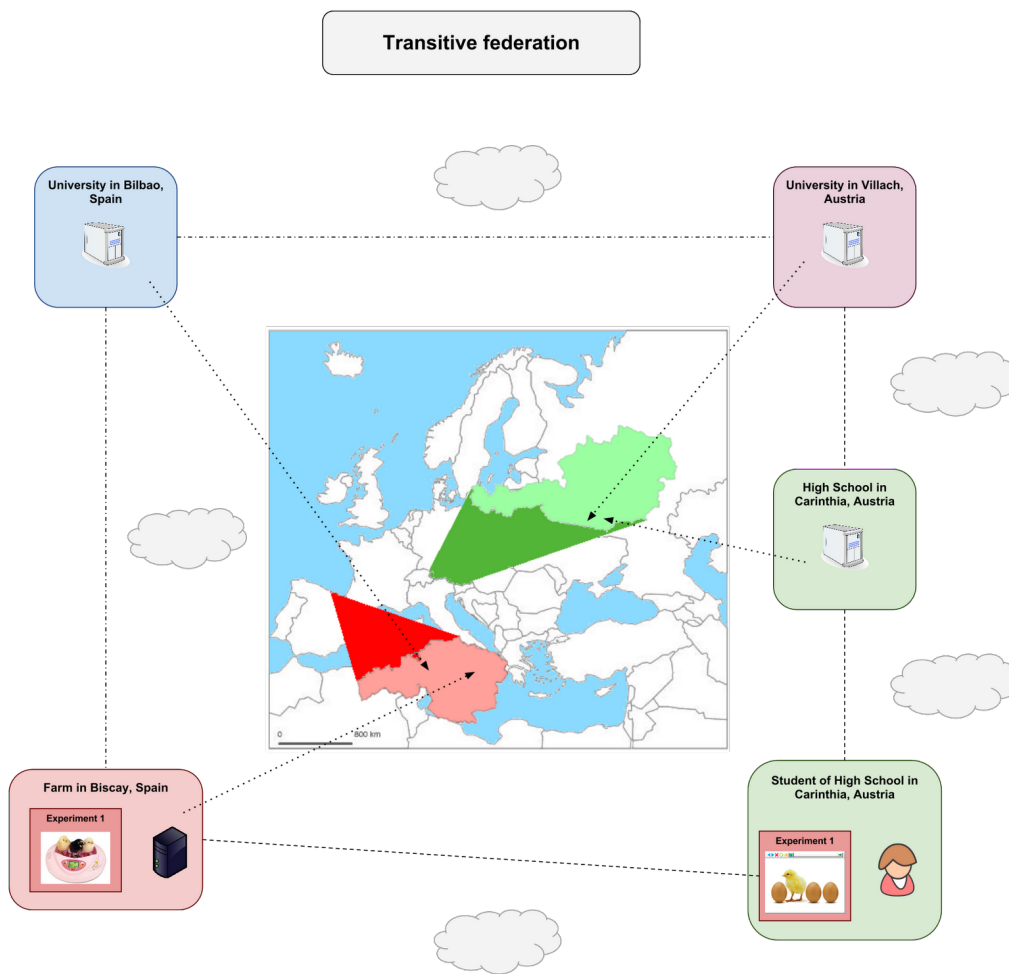 Transitive federation
University in Bilbao,
Spain
University in Villach,
Austria
High School in
Carinthia, Austria
0
800 km
Farm in Biscay, Spain
Experiment 1
Student of High School in
Carinthia, Austria
Experiment 1